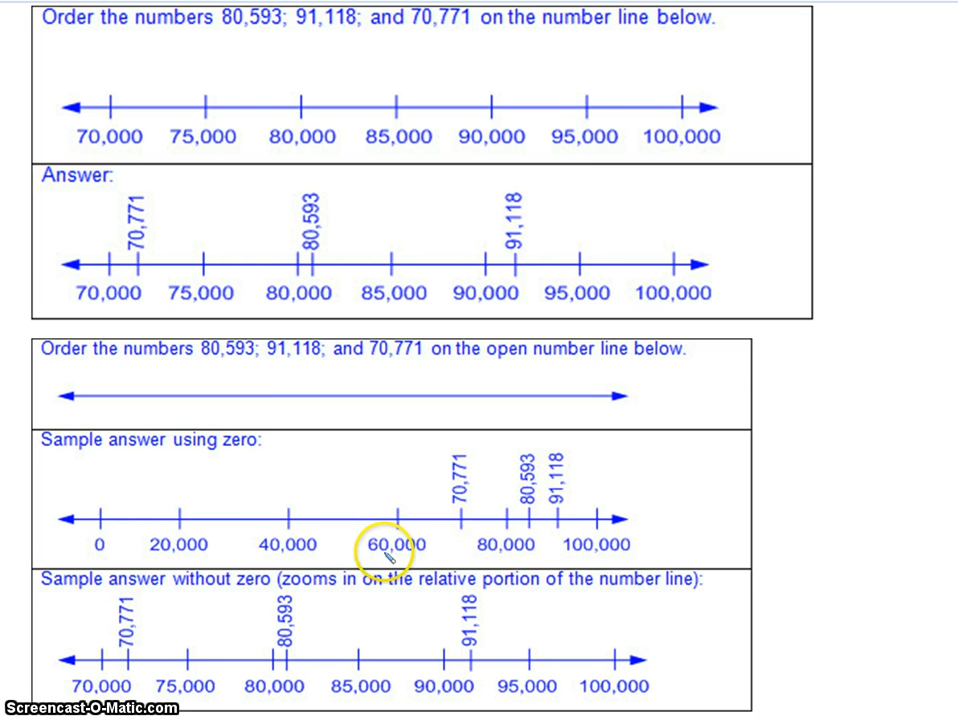 Order the numbers 80,593; 91,118; and 70,771 on the number line below.
70,000 75,000 80,000 85,000 90,000 95,000 100,000
Answer:
70,771 80,593 91,118
70,000 75,000 80,000 85,000 90,000 95,000 100,000
Order the numbers 80,593; 91,118; and 70,771 on the open number line below.
Sample answer using zero:
70,771 80,593 91,118
0 20,000 40,000 60,000 80,000 100,000
Sample answer without zero (zooms in on the relative portion of the number line):
70,771 80,593 91,118
70,000 75,000 80,000 85,000 90,000 95,000 100,000
Screencast-O-Matic.com